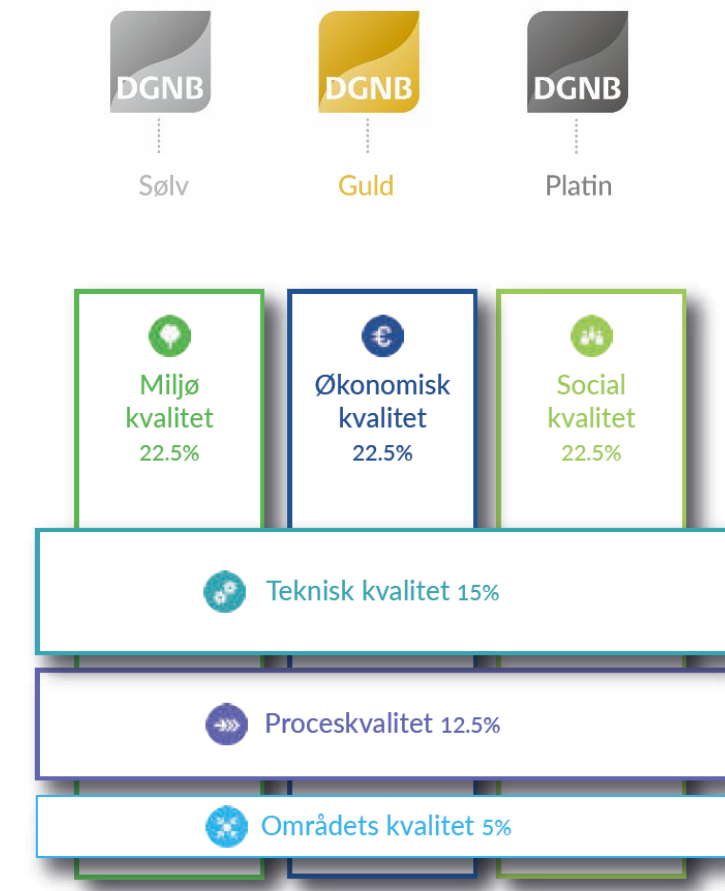 DGNB
DGNB
DGNB
Sølv
Guld
Platin
Miljø
kvalitet
22.5%
€
Økonomisk
kvalitet
22.5%
Social
kvalitet
22.5%
Teknisk kvalitet 15%
Proceskvalitet 12.5%
Områdets kvalitet 5%